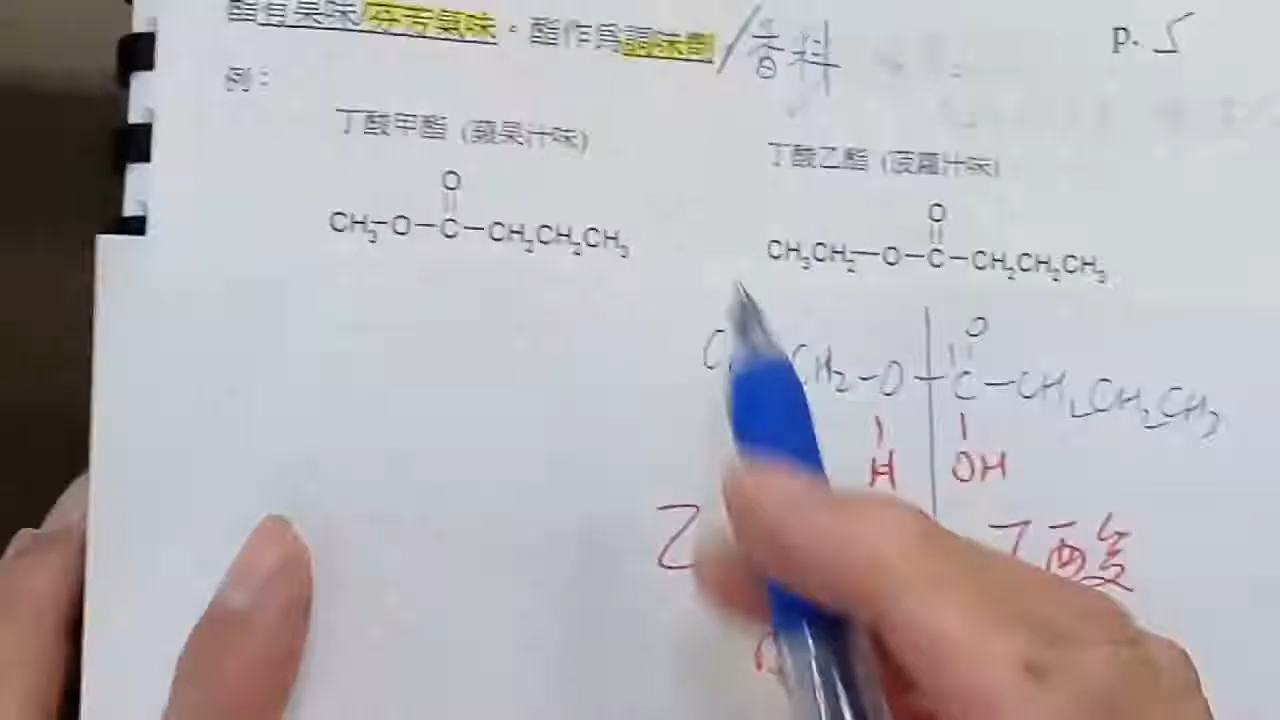 酯有果味/芬芳氣味。酯作為調味劑/香料
p. 5
例：
丁酸甲酯 (蘋果汁味)
丁酸乙酯 (菠蘿汁味)
O
CH₃-O-C-CH₂CH₂CH₃
O
CH₃CH₂-O-C-CH₂CH₂CH₃
O
CH₂-O-C-CH₂CH₂CH₃
H
OH
乙
丁酸